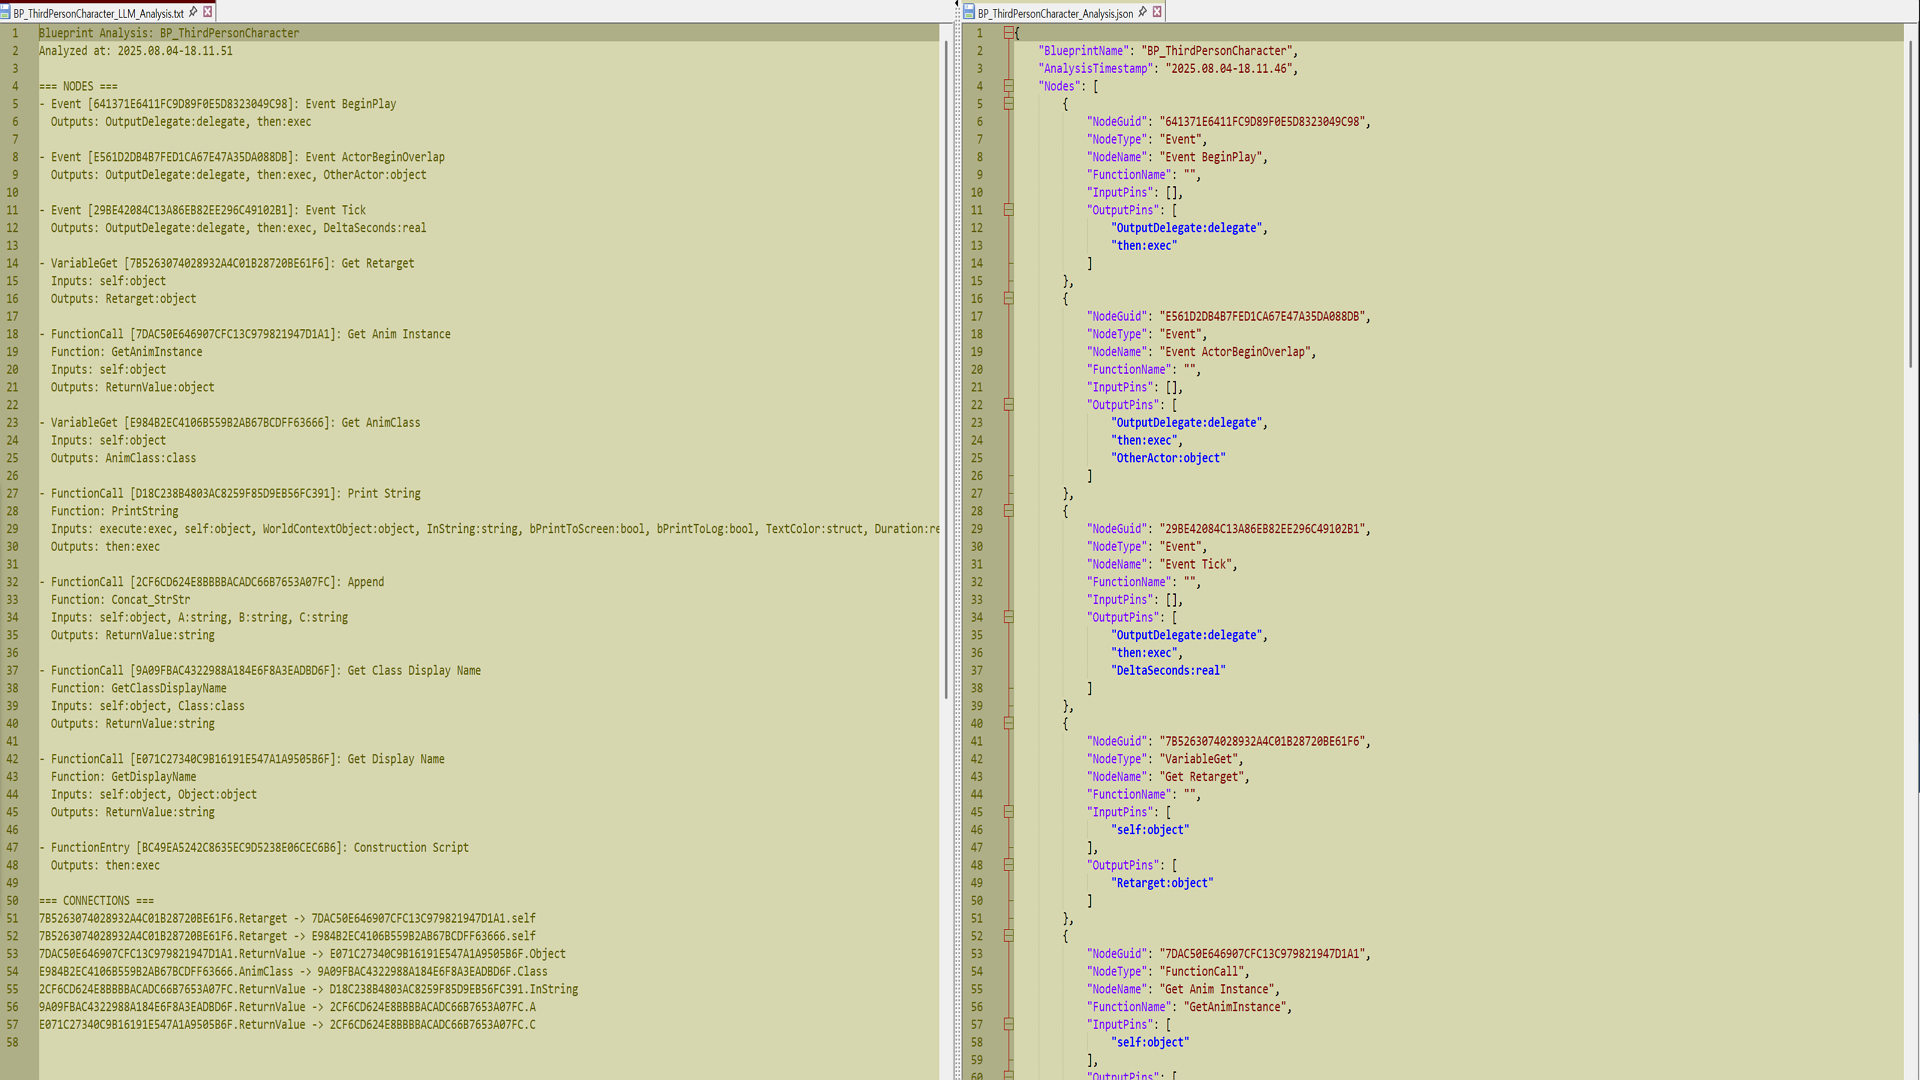 BP_ThirdPersonCharacter_LLM_Analysis.txt
1 Blueprint Analysis: BP_ThirdPersonCharacter
2 Analyzed at: 2025.08.04-18.11.51
3
4 === NODES ===
5 - Event [641371E6411FC9D89F0E5D8323049C98]: Event BeginPlay
6 Outputs: OutputDelegate:delegate, then:exec
7
8 - Event [E561D2DB4B7FED1CA67E47A35DA088DB]: Event ActorBeginOverlap
9 Outputs: OutputDelegate:delegate, then:exec, OtherActor:object
10
11 - Event [29BE42084C13A86EB82EE296C49102B1]: Event Tick
12 Outputs: OutputDelegate:delegate, then:exec, DeltaSeconds:real
13
14 - VariableGet [7B5263074028932A4C01B28720BE61F6]: Get Retarget
15 Inputs: self:object
16 Outputs: Retarget:object
17
18 - FunctionCall [7DAC50E646907CFC13C979821947D1A1]: Get Anim Instance
19 Function: GetAnimInstance
20 Inputs: self:object
21 Outputs: ReturnValue:object
22
23 - VariableGet [E984B2EC4106B559B2AB67BCDFF63666]: Get AnimClass
24 Inputs: self:object
25 Outputs: AnimClass:class
26
27 - FunctionCall [D18C238B4803AC8259F85D9EB56FC391]: Print String
28 Function: PrintString
29 Inputs: execute:exec, self:object, WorldContextObject:object, InString:string, bPrintToScreen:bool, bPrintToLog:bool, TextColor:struct, Duration:re
30 Outputs: then:exec
31
32 - FunctionCall [2CF6CD624E8BBBBACADC66B7653A07FC]: Append
33 Function: Concat_StrStr
34 Inputs: self:object, A:string, B:string, C:string
35 Outputs: ReturnValue:string
36
37 - FunctionCall [9A09FBAC4322988A184E6F8A3EADBD6F]: Get Class Display Name
38 Function: GetClassDisplayName
39 Inputs: self:object, Class:class
40 Outputs: ReturnValue:string
41
42 - FunctionCall [E071C27340C9B16191E547A1A9505B6F]: Get Display Name
43 Function: GetDisplayName
44 Inputs: self:object, Object:object
45 Outputs: ReturnValue:string
46
47 - FunctionEntry [BC49EA5242C8635EC9D5238E06CEC6B6]: Construction Script
48 Outputs: then:exec
49
50 === CONNECTIONS ===
51 7B5263074028932A4C01B28720BE61F6.Retarget -> 7DAC50E646907CFC13C979821947D1A1.self
52 7B5263074028932A4C01B28720BE61F6.Retarget -> E984B2EC4106B559B2AB67BCDFF63666.self
53 7DAC50E646907CFC13C979821947D1A1.ReturnValue -> E071C27340C9B16191E547A1A9505B6F.Object
54 E984B2EC4106B559B2AB67BCDFF63666.AnimClass -> 9A09FBAC4322988A184E6F8A3EADBD6F.Class
55 2CF6CD624E8BBBBACADC66B7653A07FC.ReturnValue -> D18C238B4803AC8259F85D9EB56FC391.InString
56 9A09FBAC4322988A184E6F8A3EADBD6F.ReturnValue -> 2CF6CD624E8BBBBACADC66B7653A07FC.A
57 E071C27340C9B16191E547A1A9505B6F.ReturnValue -> 2CF6CD624E8BBBBACADC66B7653A07FC.C
58
BP_ThirdPersonCharacter_Analysis.json
1 {
2 "BlueprintName": "BP_ThirdPersonCharacter",
3 "AnalysisTimestamp": "2025.08.04-18.11.46",
4 "Nodes": [
5 {
6 "NodeGuid": "641371E6411FC9D89F0E5D8323049C98",
7 "NodeType": "Event",
8 "NodeName": "Event BeginPlay",
9 "FunctionName": "",
10 "InputPins": [],
11 "OutputPins": [
12 "OutputDelegate:delegate",
13 "then:exec"
14 ]
15 },
16 {
17 "NodeGuid": "E561D2DB4B7FED1CA67E47A35DA088DB",
18 "NodeType": "Event",
19 "NodeName": "Event ActorBeginOverlap",
20 "FunctionName": "",
21 "InputPins": [],
22 "OutputPins": [
23 "OutputDelegate:delegate",
24 "then:exec",
25 "OtherActor:object"
26 ]
27 },
28 {
29 "NodeGuid": "29BE42084C13A86EB82EE296C49102B1",
30 "NodeType": "Event",
31 "NodeName": "Event Tick",
32 "FunctionName": "",
33 "InputPins": [],
34 "OutputPins": [
35 "OutputDelegate:delegate",
36 "then:exec",
37 "DeltaSeconds:real"
38 ]
39 },
40 {
41 "NodeGuid": "7B5263074028932A4C01B28720BE61F6",
42 "NodeType": "VariableGet",
43 "NodeName": "Get Retarget",
44 "FunctionName": "",
45 "InputPins": [
46 "self:object"
47 ],
48 "OutputPins": [
49 "Retarget:object"
50 ]
51 },
52 {
53 "NodeGuid": "7DAC50E646907CFC13C979821947D1A1",
54 "NodeType": "FunctionCall",
55 "NodeName": "Get Anim Instance",
56 "FunctionName": "GetAnimInstance",
57 "InputPins": [
58 "self:object"
59 ],
60 "OutputPins": [